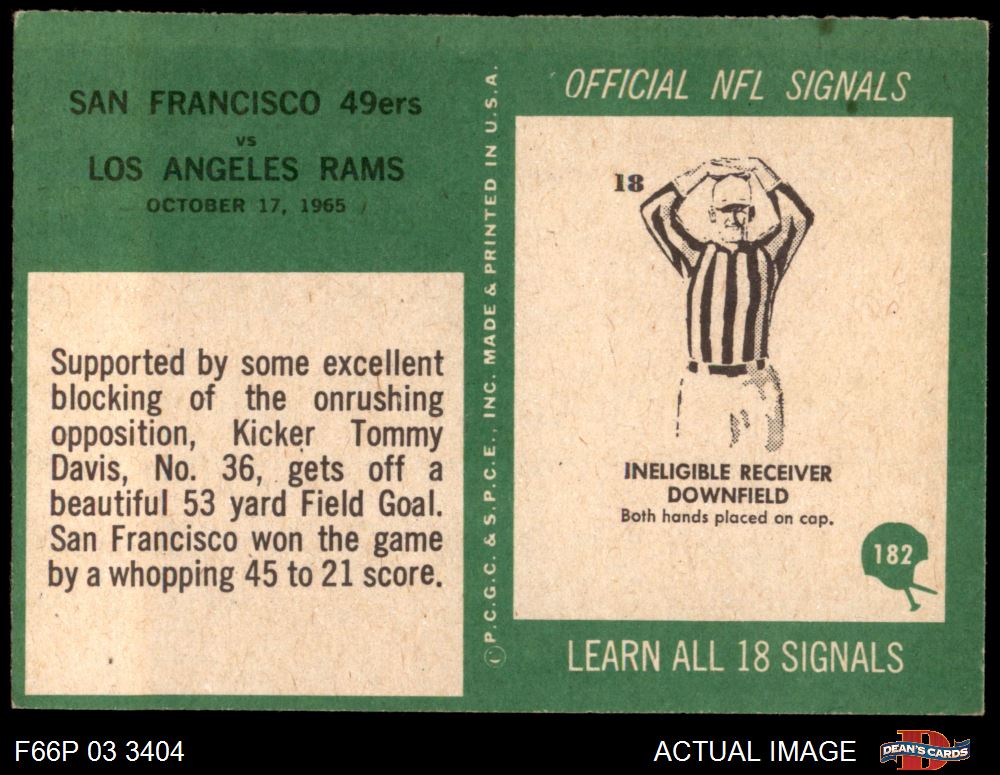 SAN FRANCISCO 49ers
vs
LOS ANGELES RAMS
OCTOBER 17, 1965
Supported by some excellent
blocking of the onrushing
opposition, Kicker Tommy
Davis, No. 36, gets off a
beautiful 53 yard Field Goal.
San Francisco won the game
by a whopping 45 to 21 score.
© P.C.G.C. & S.P.C.E., INC. MADE & PRINTED IN U.S.A.
OFFICIAL NFL SIGNALS
18
INELIGIBLE RECEIVER
DOWNFIELD
Both hands placed on cap.
182
LEARN ALL 18 SIGNALS
F66P 03 3404
ACTUAL IMAGE
DEAN'S CARDS